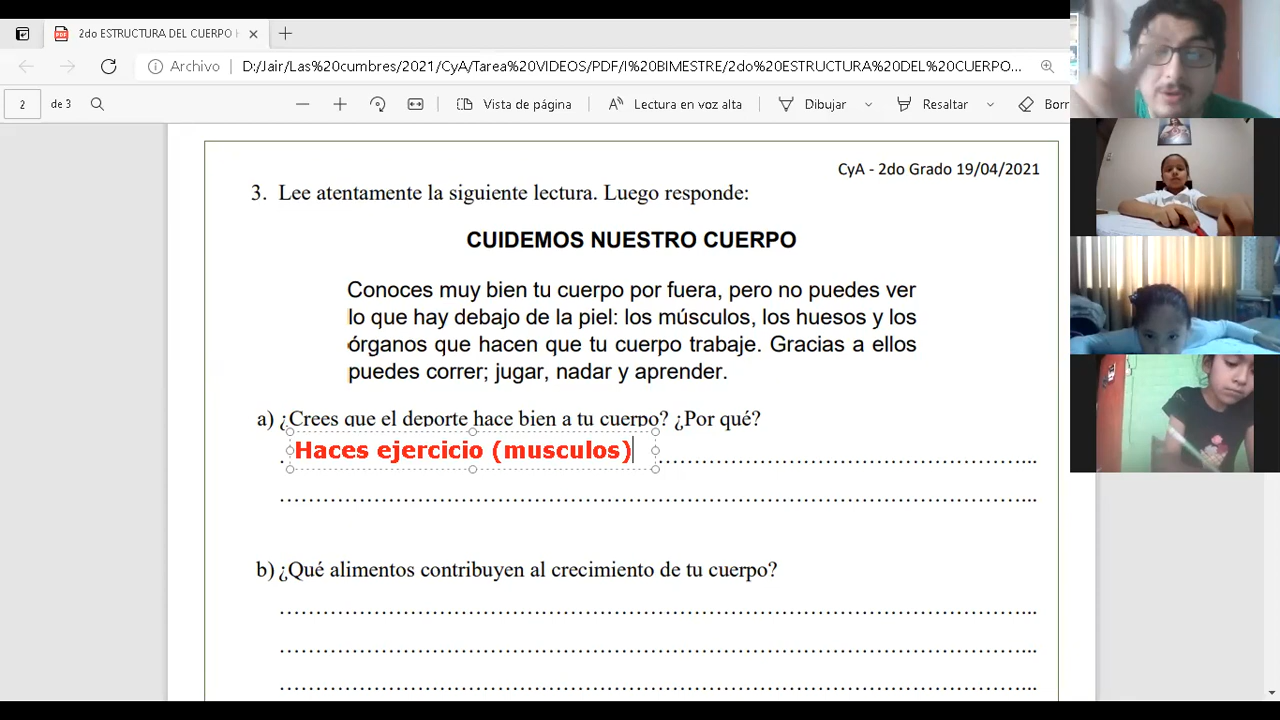 2do ESTRUCTURA DEL CUERPO
Archivo D:/Jair/Las%20cumbres/2021/CyA/Tarea%20VIDEOS/PDF/I%20BIMESTRE/2do%20ESTRUCTURA%20DEL%20CUERPO...
2 de 3 Vista de página Lectura en voz alta Dibujar Resaltar Borr
CyA - 2do Grado 19/04/2021
3. Lee atentamente la siguiente lectura. Luego responde:
CUIDEMOS NUESTRO CUERPO
Conoces muy bien tu cuerpo por fuera, pero no puedes ver
lo que hay debajo de la piel: los músculos, los huesos y los
órganos que hacen que tu cuerpo trabaje. Gracias a ellos
puedes correr; jugar, nadar y aprender.
a) ¿Crees que el deporte hace bien a tu cuerpo? ¿Por qué?
Haces ejercicio (musculos)
b) ¿Qué alimentos contribuyen al crecimiento de tu cuerpo?